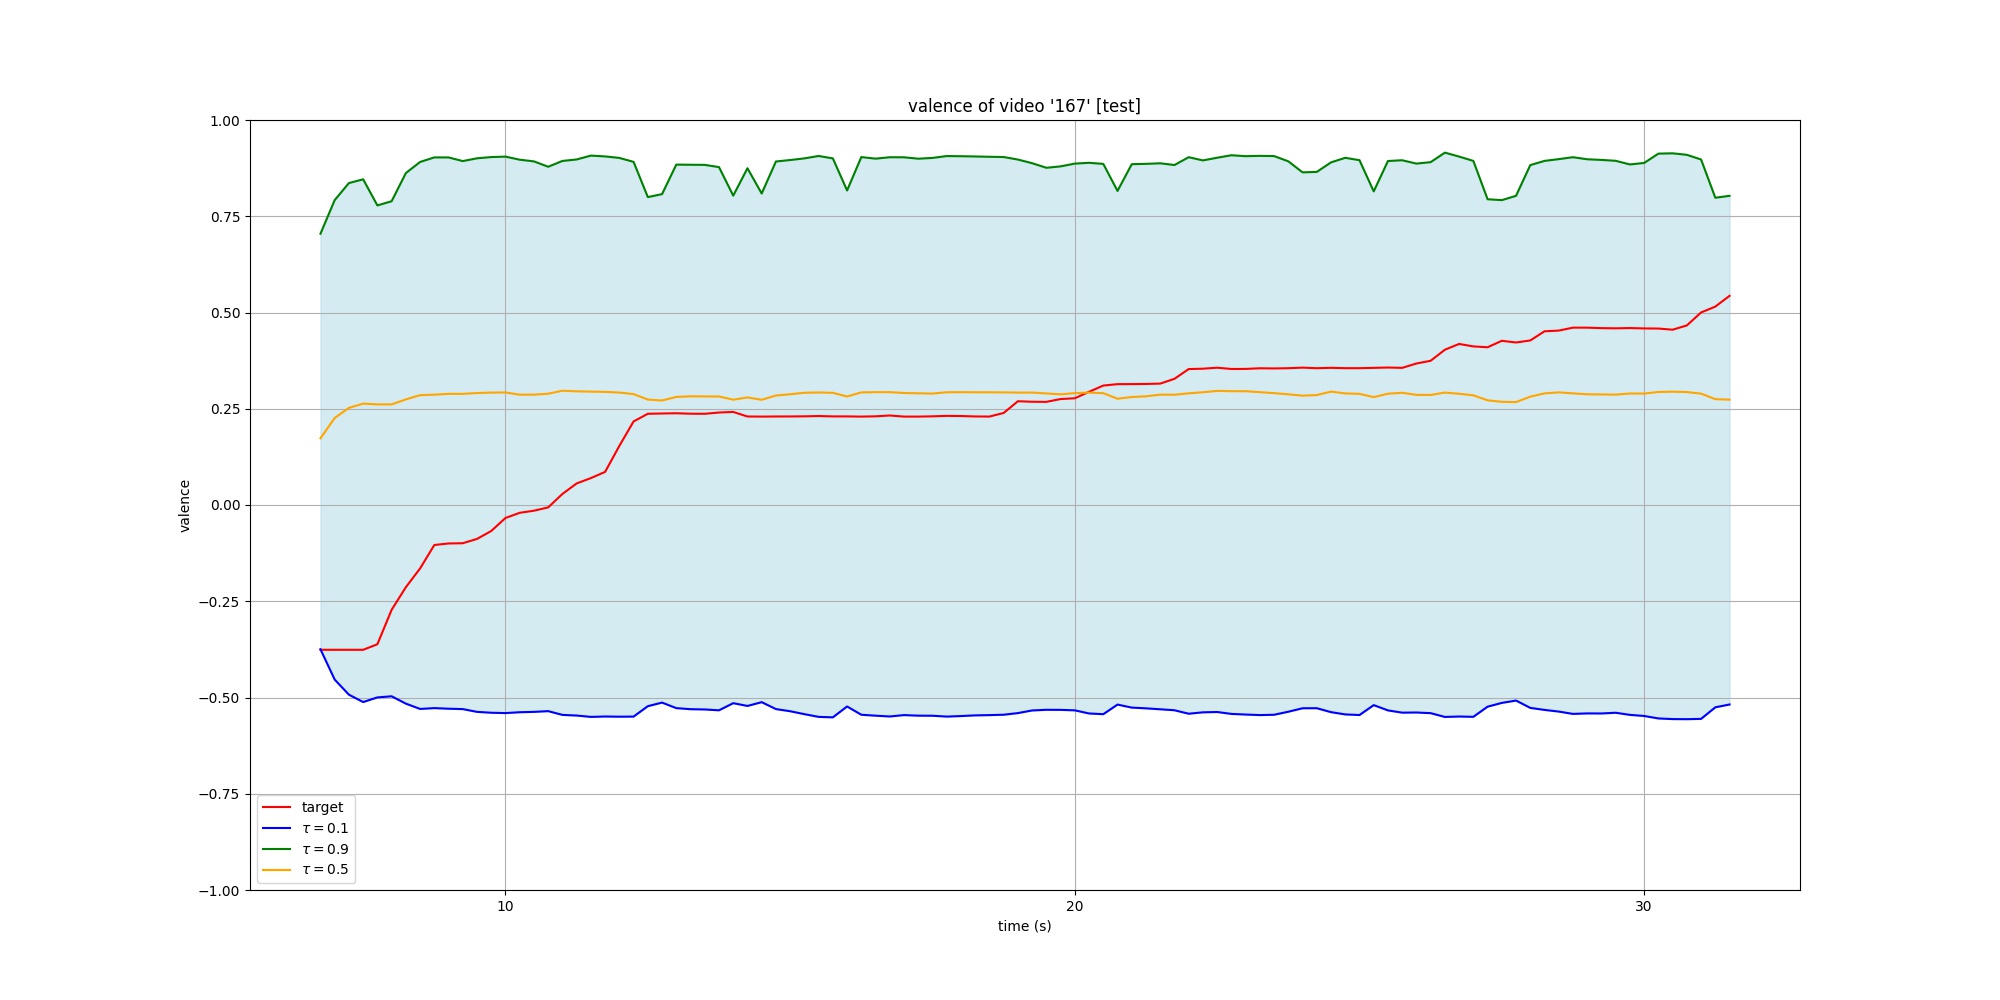 valence of video '167' [test]
1.00
0.75
0.50
0.25
0.00
−0.25
−0.50
−0.75
−1.00
valence
target
τ = 0.1
τ = 0.9
τ = 0.5
10 20 30
time (s)